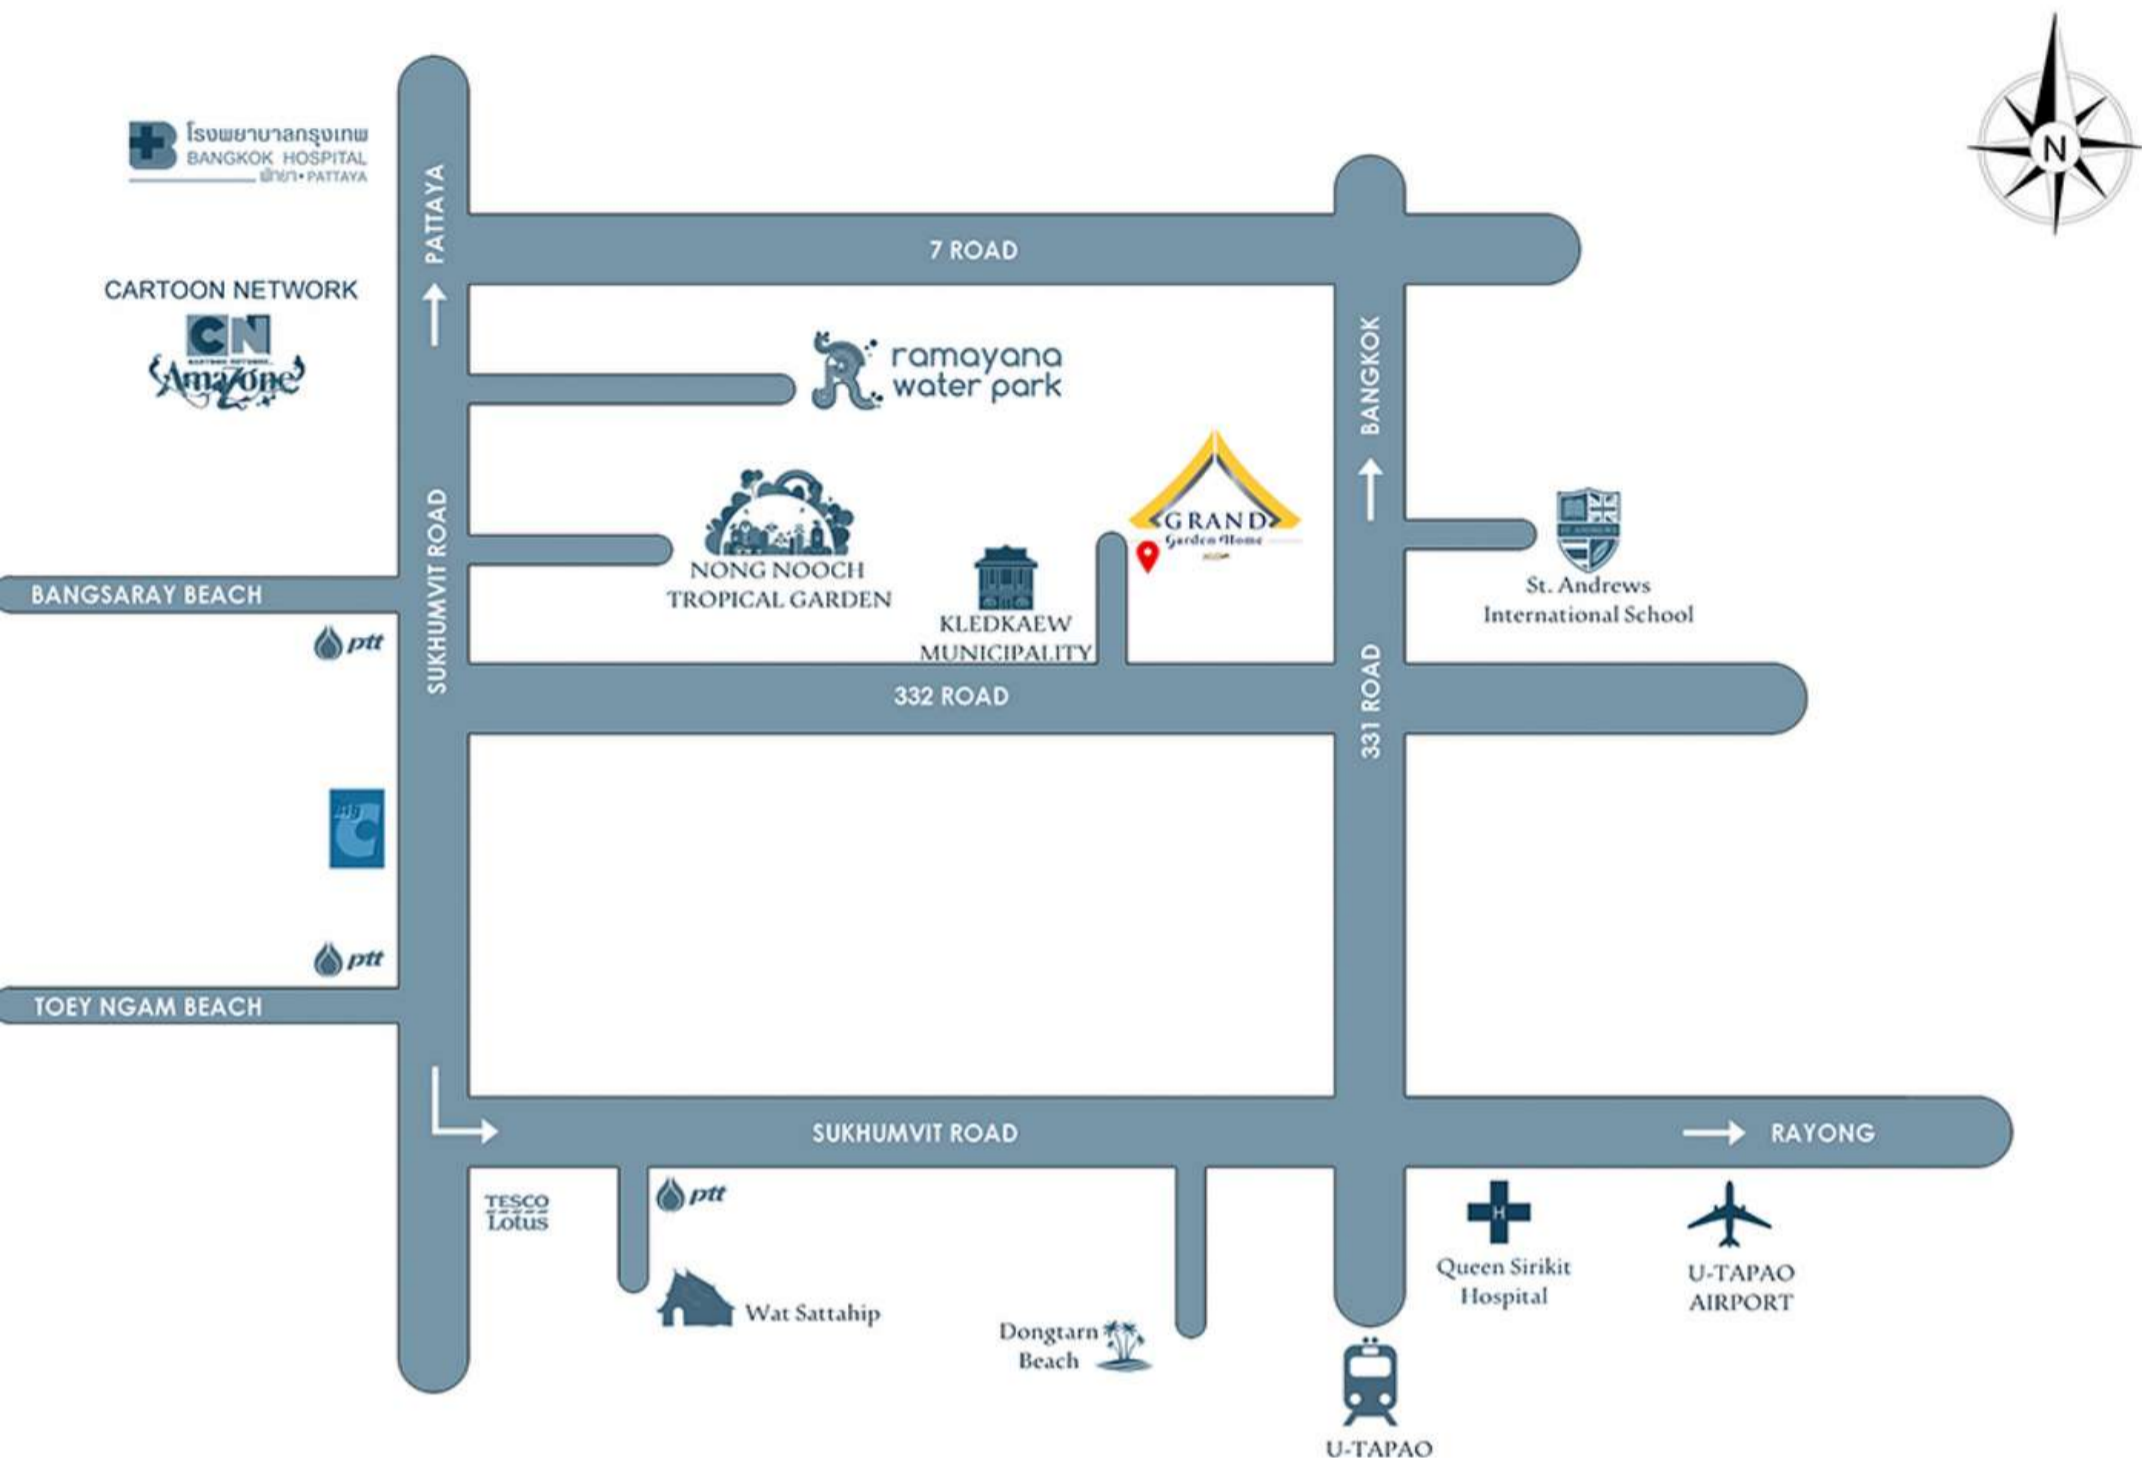 N
โรงพยาบาลกรุงเทพ
BANGKOK HOSPITAL
พัทยา • PATTAYA
PATTAYA
7 ROAD
CARTOON NETWORK
CN
CARTOON NETWORK
AmaZone
ramayana
water park
BANGKOK
GRAND
Garden Home
NONG NOOCH
TROPICAL GARDEN
KLEDKAEW
MUNICIPALITY
St. Andrews
International School
SUKHUMVIT ROAD
BANGSARAY BEACH
ptt
332 ROAD
331 ROAD
Big
C
ptt
TOEY NGAM BEACH
SUKHUMVIT ROAD
RAYONG
TESCO
Lotus
ptt
Wat Sattahip
Dongtarn
Beach
H
Queen Sirikit
Hospital
U-TAPAO
AIRPORT
U-TAPAO